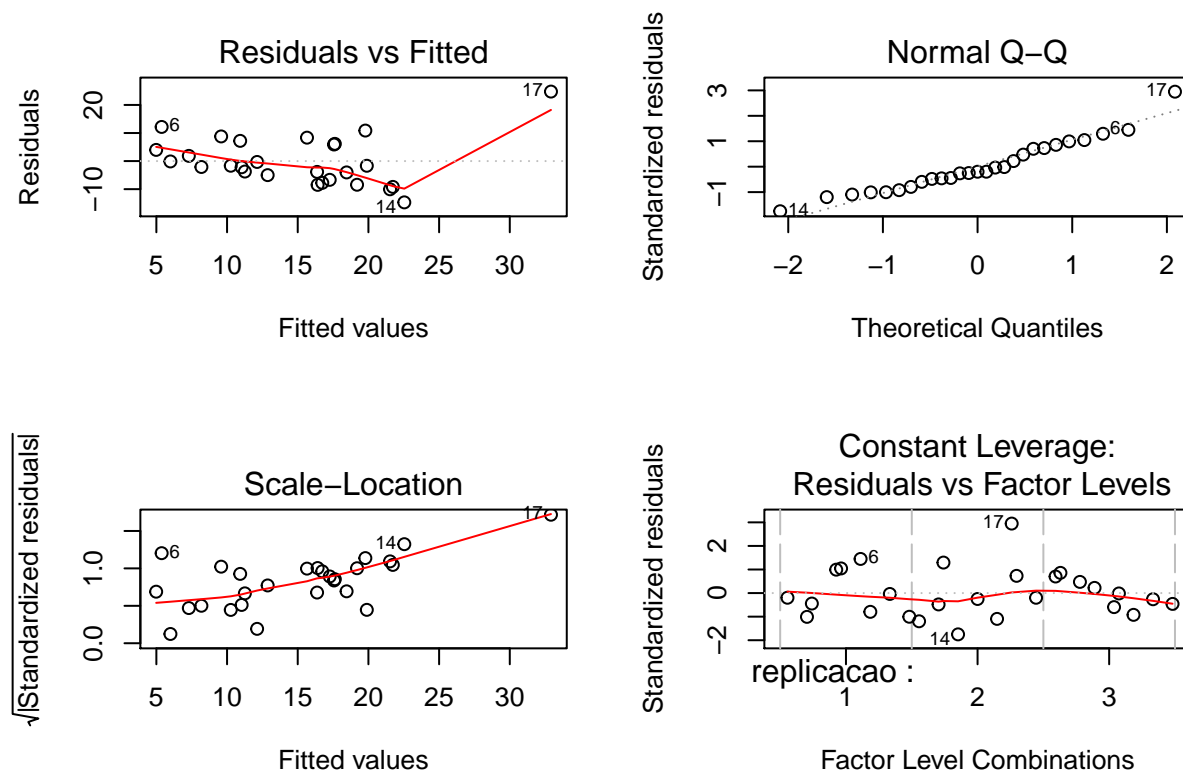 Residuals vs Fitted
Residuals
20
−10
17
6
14
5 10 15 20 25 30
Fitted values
Normal Q−Q
Standardized residuals
3
1
−1
17
6
14
−2 −1 0 1 2
Theoretical Quantiles
Scale−Location
√|Standardized residuals|
1.0
0.0
17
14
6
5 10 15 20 25 30
Fitted values
Constant Leverage:
Residuals vs Factor Levels
Standardized residuals
2
0
−2
17
6
14
replicacao :
1 2 3
Factor Level Combinations